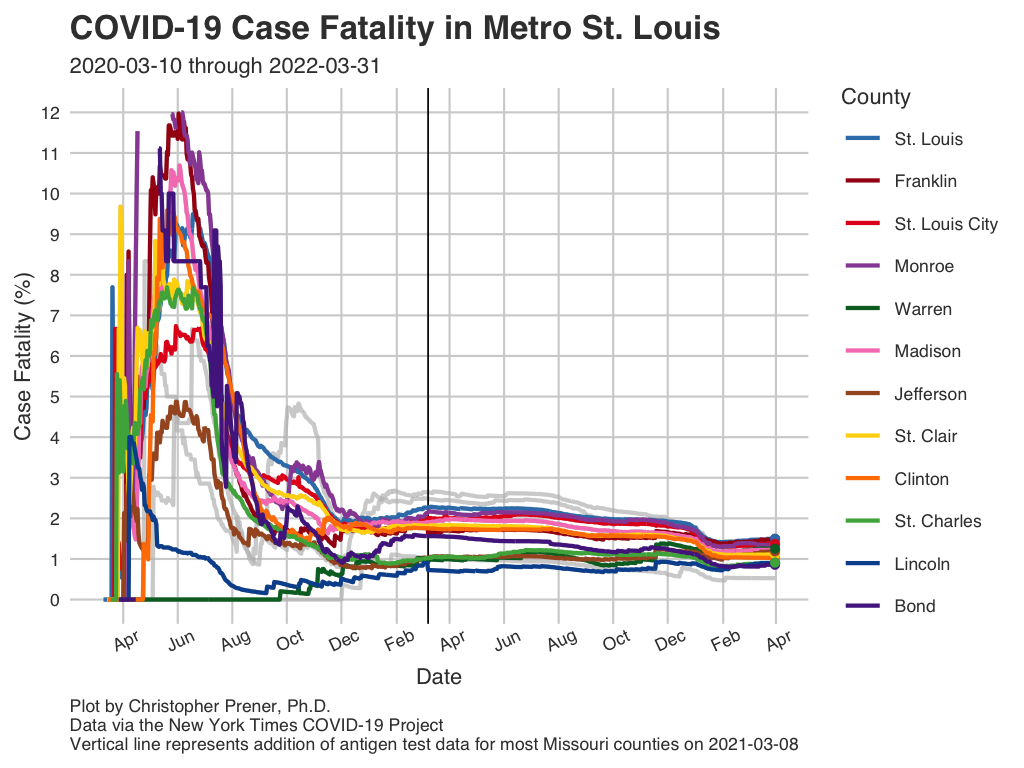 COVID-19 Case Fatality in Metro St. Louis
2020-03-10 through 2022-03-31
County
St. Louis
Franklin
St. Louis City
Monroe
Warren
Madison
Jefferson
St. Clair
Clinton
St. Charles
Lincoln
Bond
Case Fatality (%)
12
11
10
9
8
7
6
5
4
3
2
1
0
Apr Jun Aug Oct Dec Feb Apr Jun Aug Oct Dec Feb Apr
Date
Plot by Christopher Prener, Ph.D.
Data via the New York Times COVID-19 Project
Vertical line represents addition of antigen test data for most Missouri counties on 2021-03-08